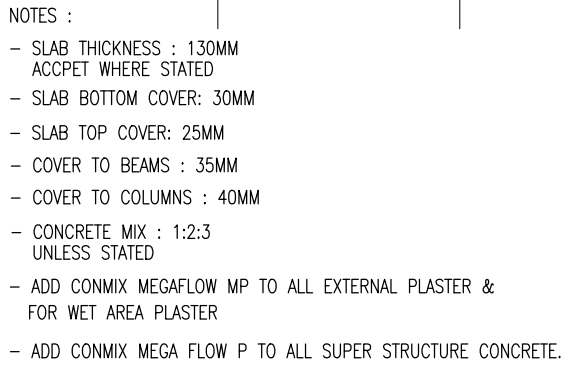 NOTES :
– SLAB THICKNESS : 130MM
ACCPET WHERE STATED
– SLAB BOTTOM COVER: 30MM
– SLAB TOP COVER: 25MM
– COVER TO BEAMS : 35MM
– COVER TO COLUMNS : 40MM
– CONCRETE MIX : 1:2:3
UNLESS STATED
– ADD CONMIX MEGAFLOW MP TO ALL EXTERNAL PLASTER &
FOR WET AREA PLASTER
– ADD CONMIX MEGA FLOW P TO ALL SUPER STRUCTURE CONCRETE.